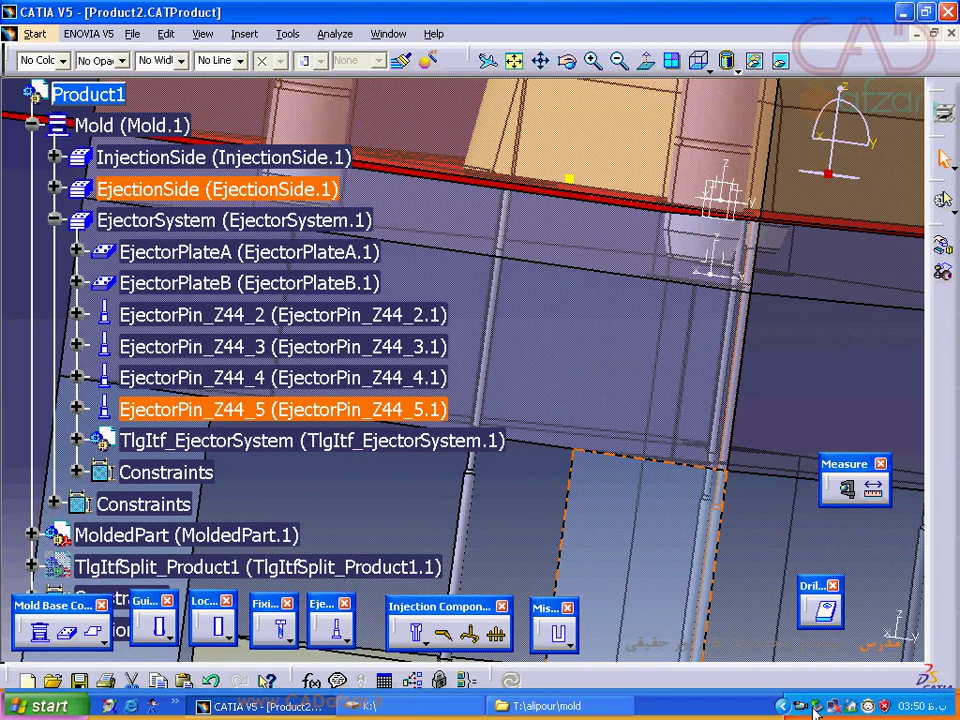 CATIA V5 - [Product2.CATProduct]
Start ENOVIA V5 File Edit View Insert Tools Analyze Window Help
No Colo No Opac No Wid No Line None
Product1
Mold (Mold.1)
InjectionSide (InjectionSide.1)
EjectionSide (EjectionSide.1)
EjectorSystem (EjectorSystem.1)
EjectorPlateA (EjectorPlateA.1)
EjectorPlateB (EjectorPlateB.1)
EjectorPin_Z44_2 (EjectorPin_Z44_2.1)
EjectorPin_Z44_3 (EjectorPin_Z44_3.1)
EjectorPin_Z44_4 (EjectorPin_Z44_4.1)
EjectorPin_Z44_5 (EjectorPin_Z44_5.1)
TlgItf_EjectorSystem (TlgItf_EjectorSystem.1)
Constraints
Constraints
MoldedPart (MoldedPart.1)
TlgItfSplit_Product1 (TlgItfSplit_Product1.1)
Measure
Dril...
Mold Base Co... Gui... Loc... Fixi... Eje... Injection Compon... Mis...
start
CATIA V5 - [Product2....
K:\
T:\alipour\mold
03:50 ب.ظ